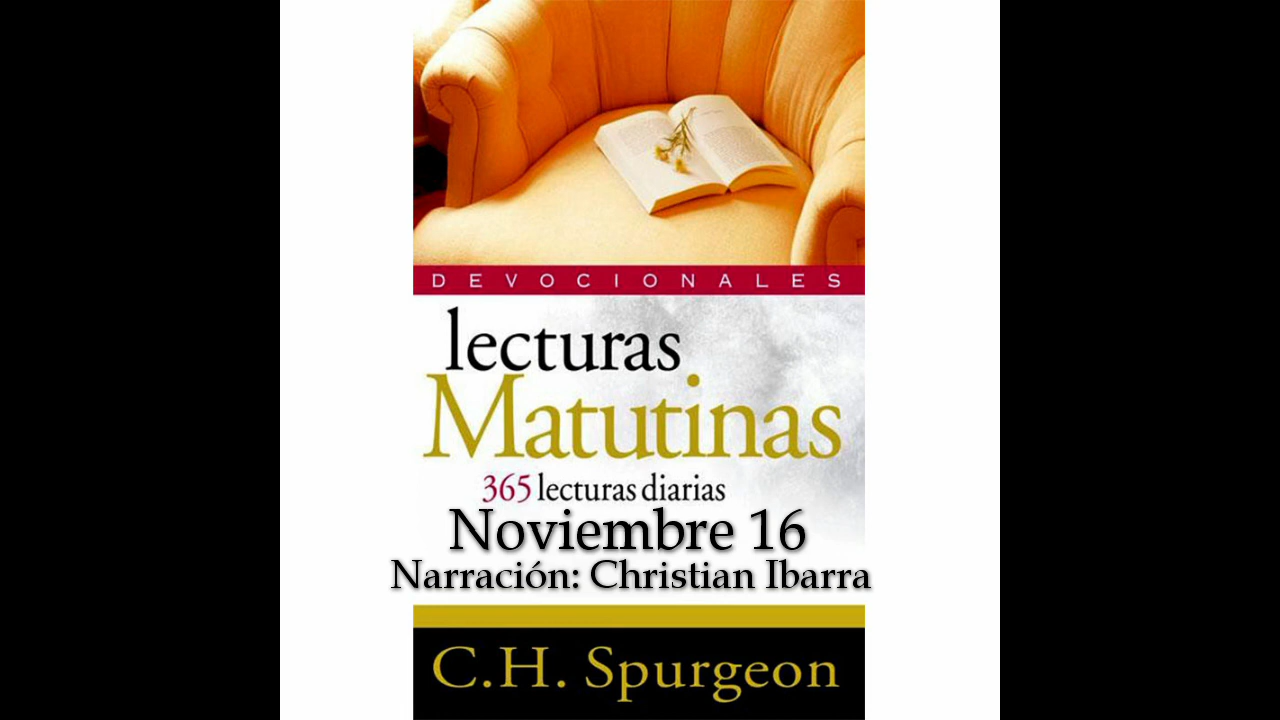 DEVOCIONALES
lecturas
Matutinas
365 lecturas diarias
Noviembre 16
Narración: Christian Ibarra
C.H. Spurgeon